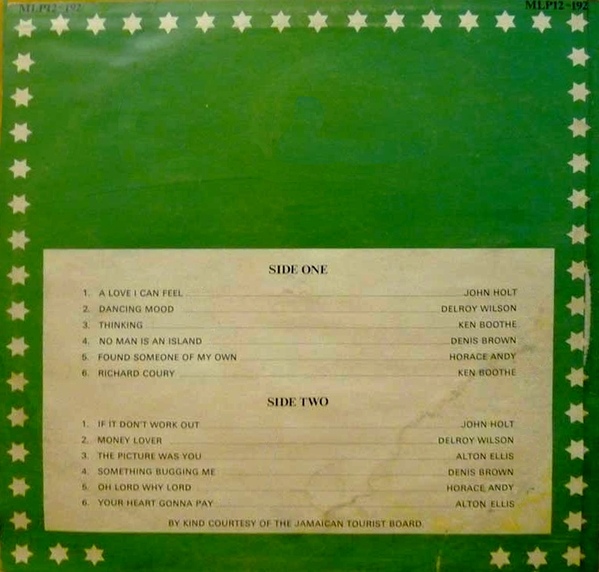 MLP12-192 MLP12-192
SIDE ONE
1. A LOVE I CAN FEEL JOHN HOLT
2. DANCING MOOD DELROY WILSON
3. THINKING KEN BOOTHE
4. NO MAN IS AN ISLAND DENIS BROWN
5. FOUND SOMEONE OF MY OWN HORACE ANDY
6. RICHARD COURY KEN BOOTHE
SIDE TWO
1. IF IT DON'T WORK OUT JOHN HOLT
2. MONEY LOVER DELROY WILSON
3. THE PICTURE WAS YOU ALTON ELLIS
4. SOMETHING BUGGING ME DENIS BROWN
5. OH LORD WHY LORD HORACE ANDY
6. YOUR HEART GONNA PAY ALTON ELLIS
BY KIND COURTESY OF THE JAMAICAN TOURIST BOARD